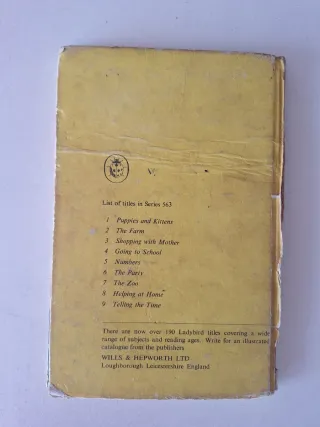 List of titles in Series 563
1 Puppies and Kittens
2 The Farm
3 Shopping with Mother
4 Going to School
5 Numbers
6 The Party
7 The Zoo
8 Helping at Home
9 Telling the Time
There are now over 190 Ladybird titles covering a wide
range of subjects and reading ages. Write for an illustrated
catalogue from the publishers
WILLS & HEPWORTH LTD
Loughborough Leicestershire England